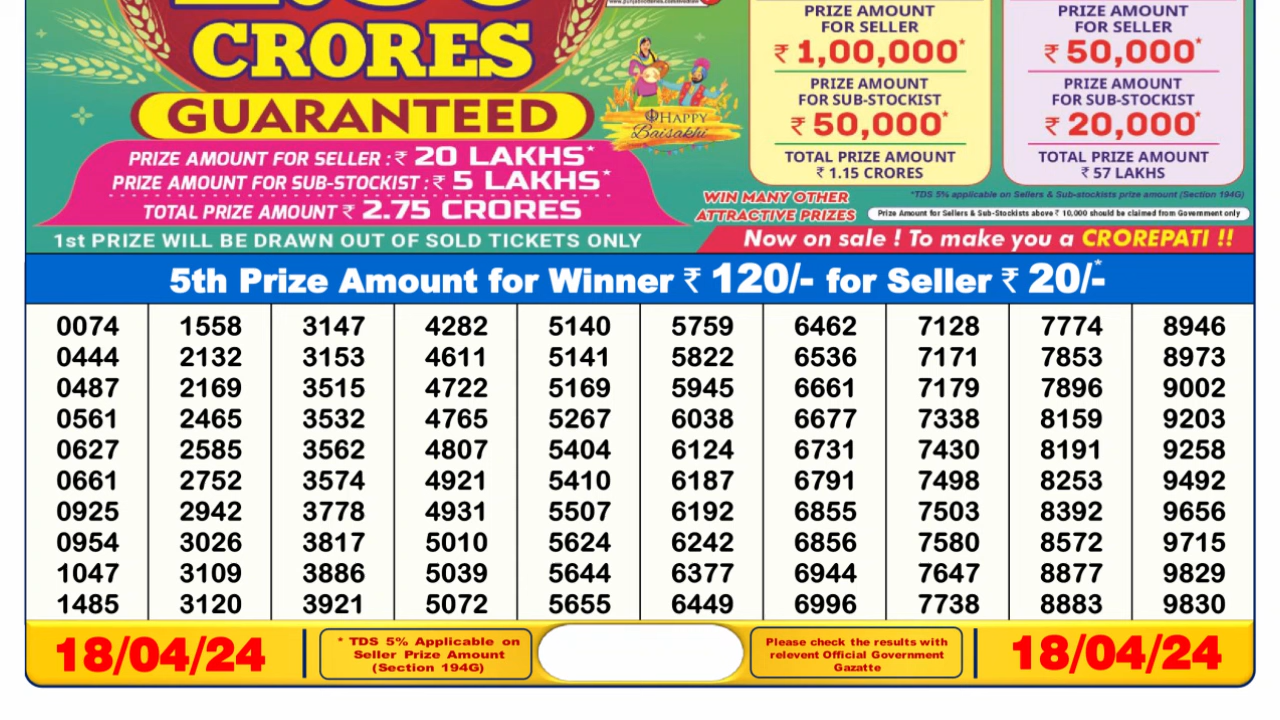 CRORES
GUARANTEED
PRIZE AMOUNT FOR SELLER : ₹ 20 LAKHS*
PRIZE AMOUNT FOR SUB-STOCKIST : ₹ 5 LAKHS*
TOTAL PRIZE AMOUNT ₹ 2.75 CRORES
1st PRIZE WILL BE DRAWN OUT OF SOLD TICKETS ONLY
HAPPY
Baisakhi
PRIZE AMOUNT
FOR SELLER
₹ 1,00,000*
PRIZE AMOUNT
FOR SUB-STOCKIST
₹ 50,000*
TOTAL PRIZE AMOUNT
₹ 1.15 CRORES
PRIZE AMOUNT
FOR SELLER
₹ 50,000*
PRIZE AMOUNT
FOR SUB-STOCKIST
₹ 20,000*
TOTAL PRIZE AMOUNT
₹ 57 LAKHS
WIN MANY OTHER
ATTRACTIVE PRIZES
*TDS 5% applicable on Sellers & Sub-stockists prize amount (Section 194G)
Prize Amount for Sellers & Sub-Stockists above ₹ 10,000 should be claimed from Government only
Now on sale ! To make you a CROREPATI !!
5th Prize Amount for Winner ₹ 120/- for Seller ₹ 20/-*
0074 1558 3147 4282 5140 5759 6462 7128 7774 8946
0444 2132 3153 4611 5141 5822 6536 7171 7853 8973
0487 2169 3515 4722 5169 5945 6661 7179 7896 9002
0561 2465 3532 4765 5267 6038 6677 7338 8159 9203
0627 2585 3562 4807 5404 6124 6731 7430 8191 9258
0661 2752 3574 4921 5410 6187 6791 7498 8253 9492
0925 2942 3778 4931 5507 6192 6855 7503 8392 9656
0954 3026 3817 5010 5624 6242 6856 7580 8572 9715
1047 3109 3886 5039 5644 6377 6944 7647 8877 9829
1485 3120 3921 5072 5655 6449 6996 7738 8883 9830
18/04/24
* TDS 5% Applicable on
Seller Prize Amount
(Section 194G)
Please check the results with
relevent Official Government
Gazatte
18/04/24